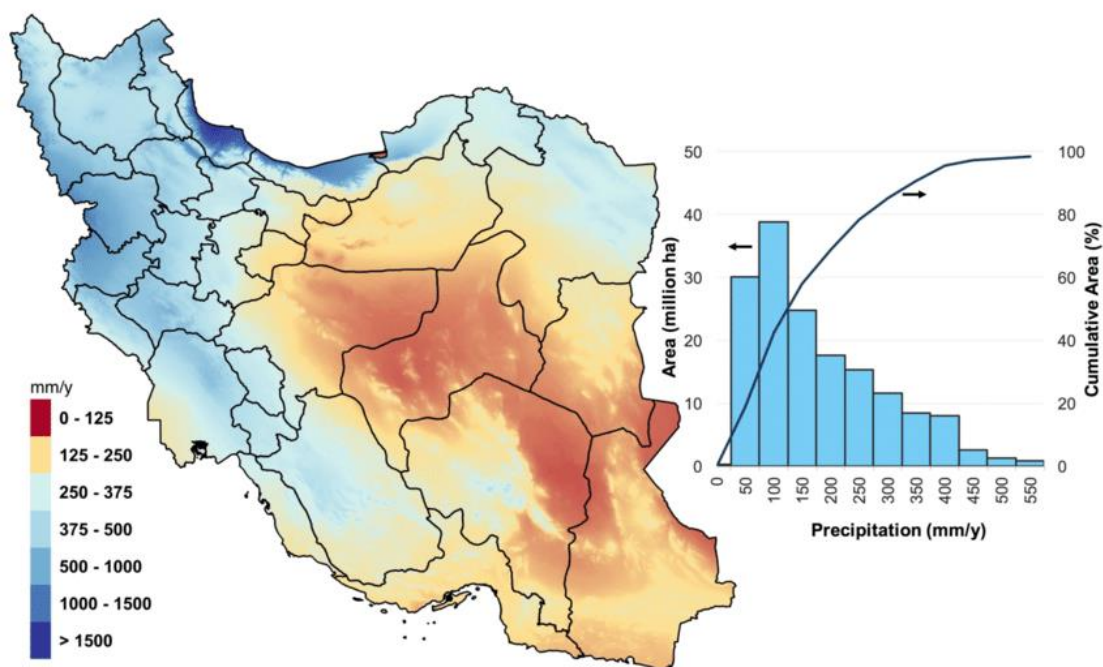 mm/y
0 - 125
125 - 250
250 - 375
375 - 500
500 - 1000
1000 - 1500
> 1500
Area (million ha)
50
40
30
20
10
0
100
80
60
40
20
0
Cumulative Area (%)
0 50 100 150 200 250 300 350 400 450 500 550
Precipitation (mm/y)